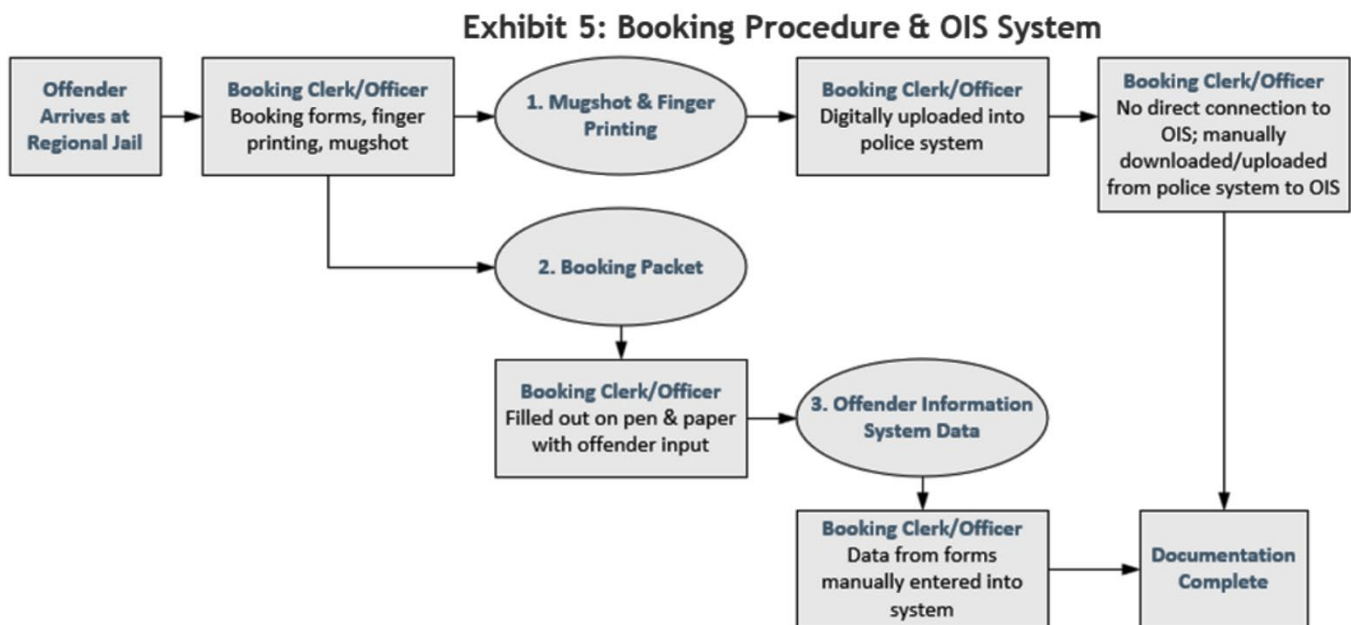 Exhibit 5: Booking Procedure & OIS System
Offender
Arrives at
Regional Jail
Booking Clerk/Officer
Booking forms, finger
printing, mugshot
1. Mugshot & Finger
Printing
Booking Clerk/Officer
Digitally uploaded into
police system
Booking Clerk/Officer
No direct connection to
OIS; manually
downloaded/uploaded
from police system to OIS
2. Booking Packet
Booking Clerk/Officer
Filled out on pen & paper
with offender input
3. Offender Information
System Data
Booking Clerk/Officer
Data from forms
manually entered into
system
Documentation
Complete